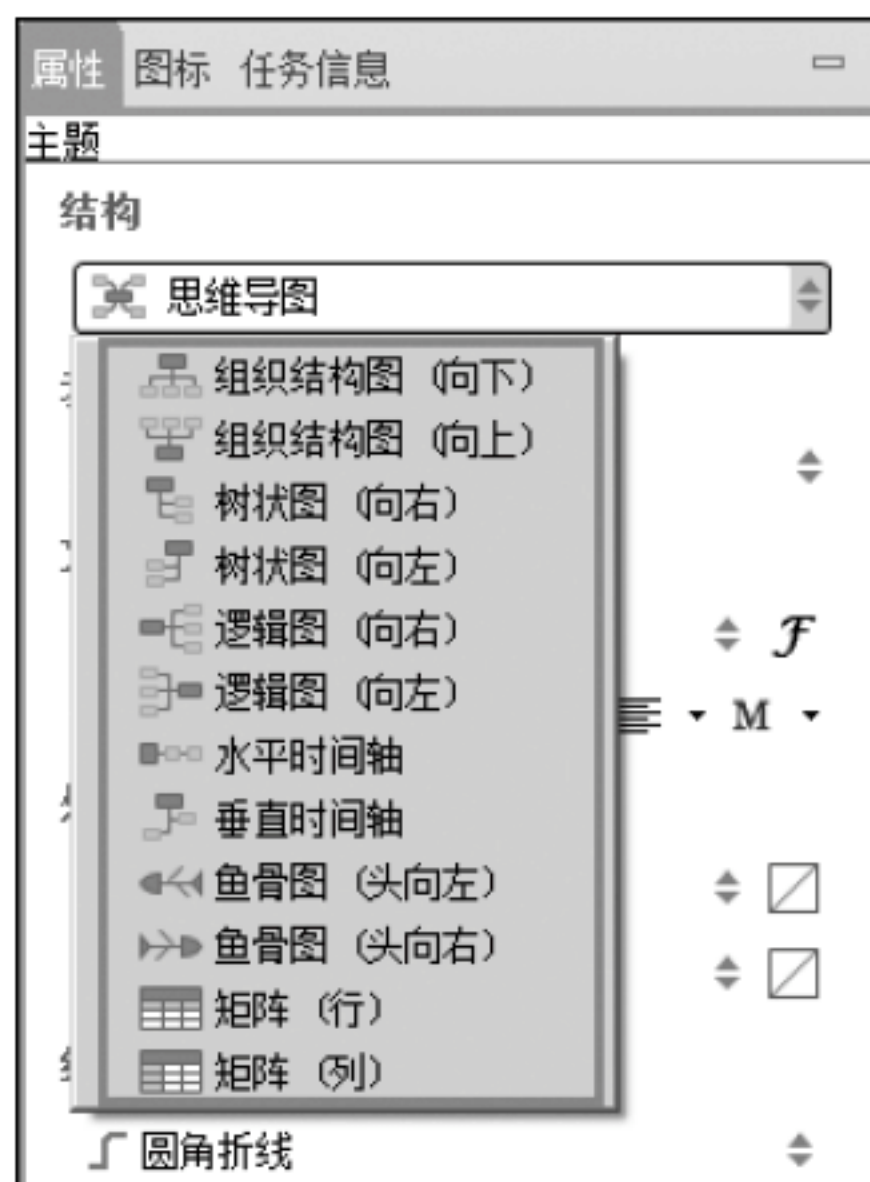 属性 图标 任务信息
主题
结构
思维导图
组织结构图 (向下)
组织结构图 (向上)
树状图 (向右)
树状图 (向左)
F
逻辑图 (向右)
逻辑图 (向左)
M
水平时间轴
垂直时间轴
鱼骨图 (头向左)
鱼骨图 (头向右)
矩阵 (行)
矩阵 (列)
圆角折线